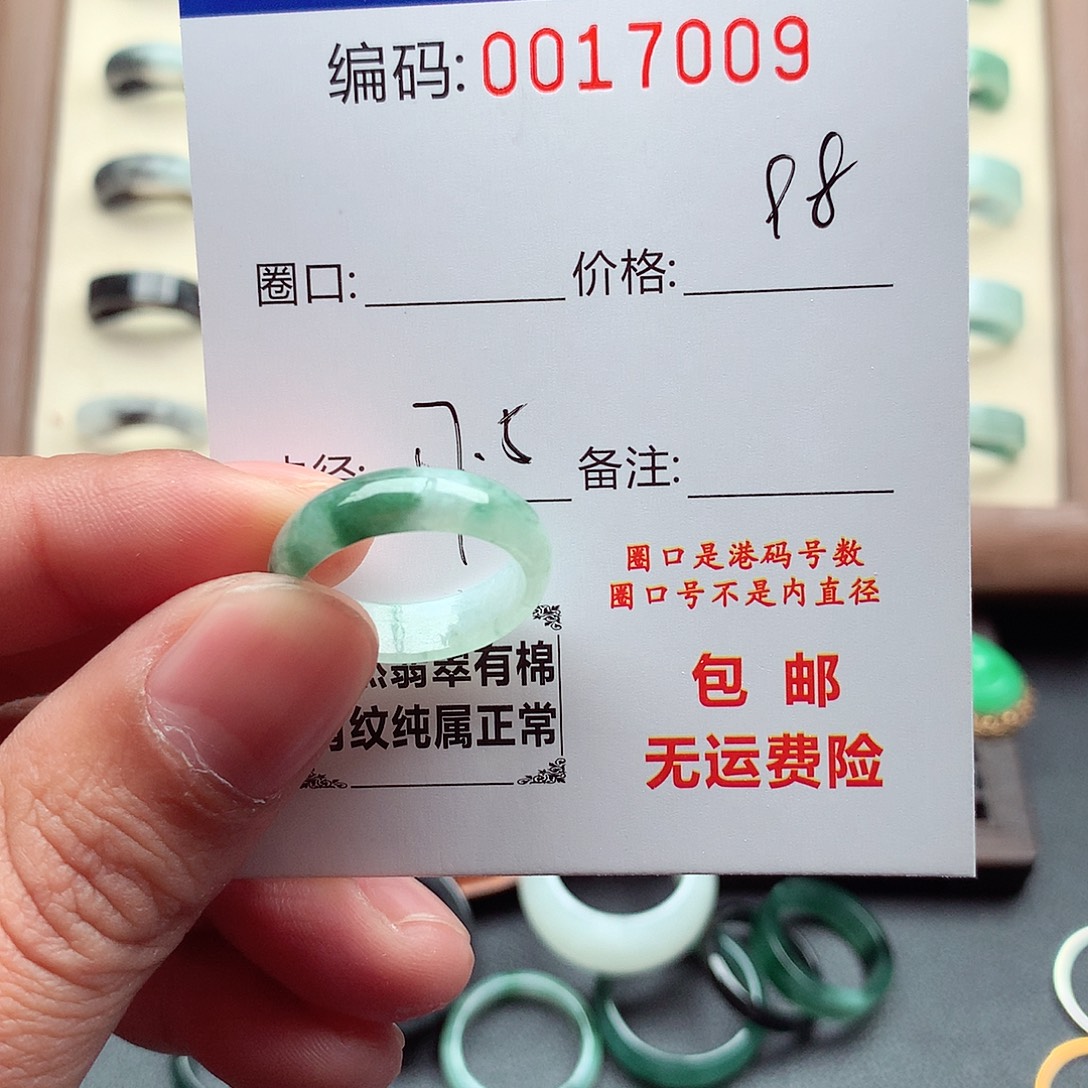 编码: 0017009
圈口: 价格: 98
径: 备注:
圈口是港码号数
圈口号不是内直径
翡翠有棉
纹纯属正常
包 邮
无运费险